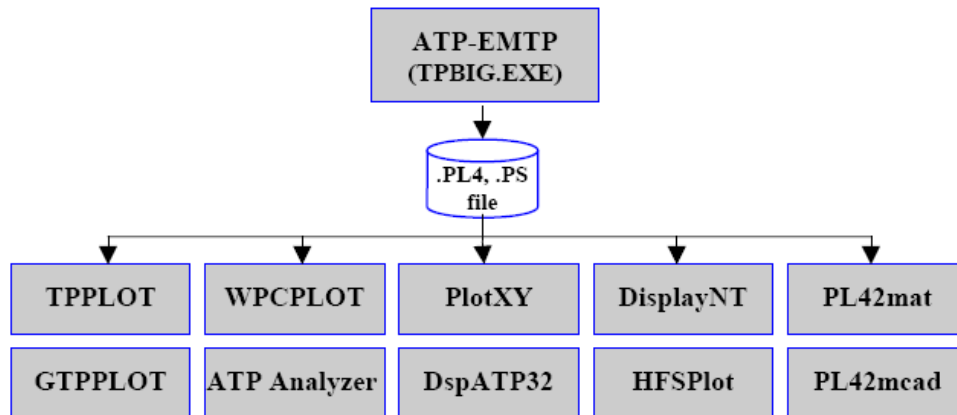 ATP-EMTP
(TPBIG.EXE)
.PL4, .PS
file
TPPLOT
WPCPLOT
PlotXY
DisplayNT
PL42mat
GTPPLOT
ATP Analyzer
DspATP32
HFSPlot
PL42mcad